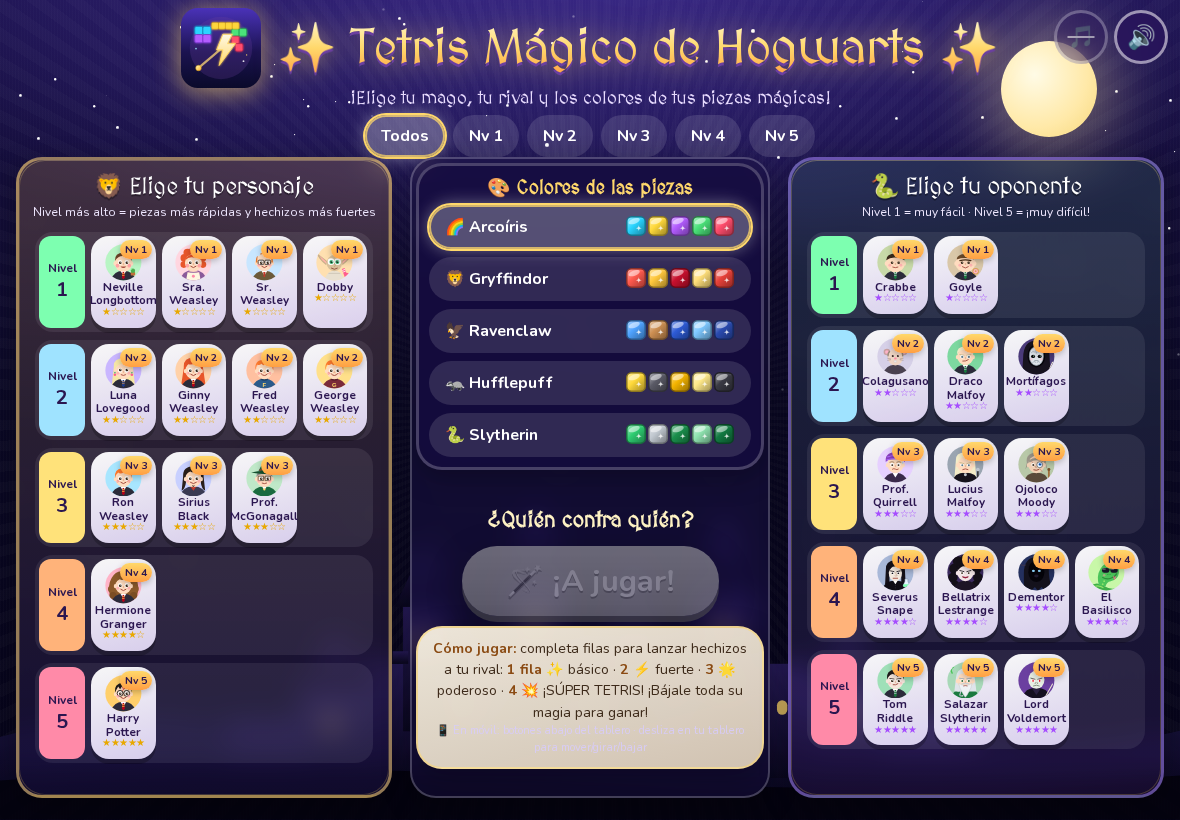 ✨ Tetris Mágico de Hogwarts ✨
¡Elige tu mago, tu rival y los colores de tus piezas mágicas!
Todos
Nv 1
Nv 2
Nv 3
Nv 4
Nv 5
🦁 Elige tu personaje
Nivel más alto = piezas más rápidas y hechizos más fuertes
Nivel
1
Nv 1
Neville
Longbottom
★☆☆☆☆
Nv 1
Sra.
Weasley
★☆☆☆☆
Nv 1
Sr.
Weasley
★☆☆☆☆
Nv 1
Dobby
★☆☆☆☆
Nivel
2
Nv 2
Luna
Lovegood
★★☆☆☆
Nv 2
Ginny
Weasley
★★☆☆☆
Nv 2
F
Fred
Weasley
★★☆☆☆
Nv 2
G
George
Weasley
★★☆☆☆
Nivel
3
Nv 3
Ron
Weasley
★★★☆☆
Nv 3
Sirius
Black
★★★☆☆
Nv 3
Prof.
McGonagall
★★★☆☆
Nivel
4
Nv 4
Hermione
Granger
★★★★☆
Nivel
5
Nv 5
Harry
Potter
★★★★★
🎨 Colores de las piezas
🌈 Arcoíris
🦁 Gryffindor
🦅 Ravenclaw
🦡 Hufflepuff
🐍 Slytherin
¿Quién contra quién?
🪄 ¡A jugar!
Cómo jugar: completa filas para lanzar hechizos
a tu rival: 1 fila ✨ básico · 2 ⚡ fuerte · 3 🌟
poderoso · 4 💥 ¡SÚPER TETRIS! ¡Bájale toda su
magia para ganar!
🐍 Elige tu oponente
Nivel 1 = muy fácil · Nivel 5 = ¡muy difícil!
Nivel
1
Nv 1
Crabbe
★☆☆☆☆
Nv 1
Goyle
★☆☆☆☆
Nivel
2
Nv 2
Colagusano
★★☆☆☆
Nv 2
Draco
Malfoy
★★☆☆☆
Nv 2
Mortífagos
★★☆☆☆
Nivel
3
Nv 3
Prof.
Quirrell
★★★☆☆
Nv 3
Lucius
Malfoy
★★★☆☆
Nv 3
Ojoloco
Moody
★★★☆☆
Nivel
4
Nv 4
Severus
Snape
★★★★☆
Nv 4
Bellatrix
Lestrange
★★★★☆
Nv 4
Dementor
★★★★☆
Nv 4
El
Basilisco
★★★★☆
Nivel
5
Nv 5
Tom
Riddle
★★★★★
Nv 5
Salazar
Slytherin
★★★★★
Nv 5
Lord
Voldemort
★★★★★